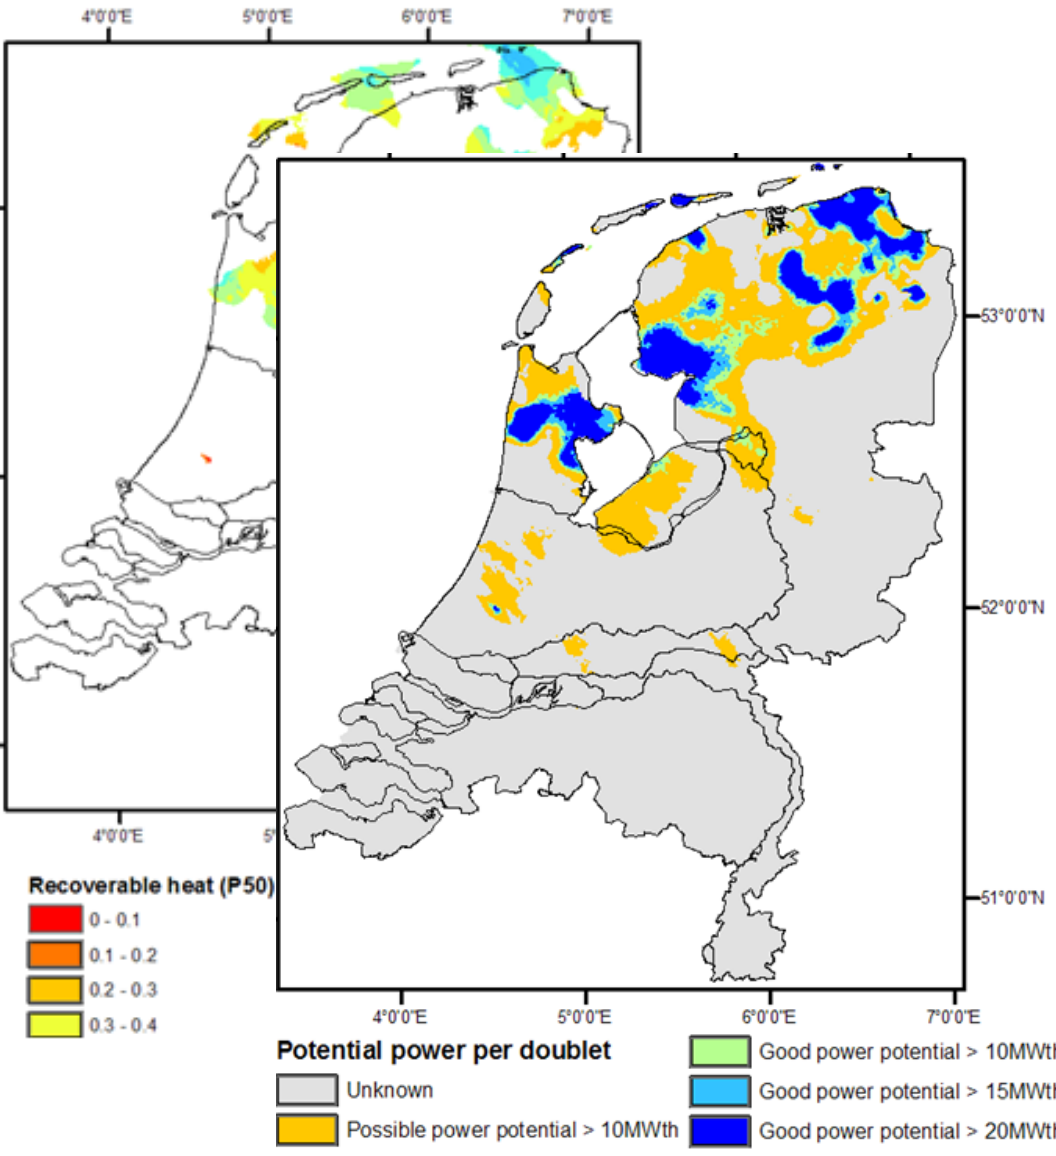 4°0'0"E 5°0'0"E 6°0'0"E 7°0'0"E
53°0'0"N
52°0'0"N
51°0'0"N
4°0'0"E 5°
Recoverable heat (P50)
0 - 0.1
0.1 - 0.2
0.2 - 0.3
0.3 - 0.4
4°0'0"E 5°0'0"E 6°0'0"E 7°0'0"E
Potential power per doublet
Unknown
Possible power potential > 10MWth
Good power potential > 10MWth
Good power potential > 15MWth
Good power potential > 20MWth